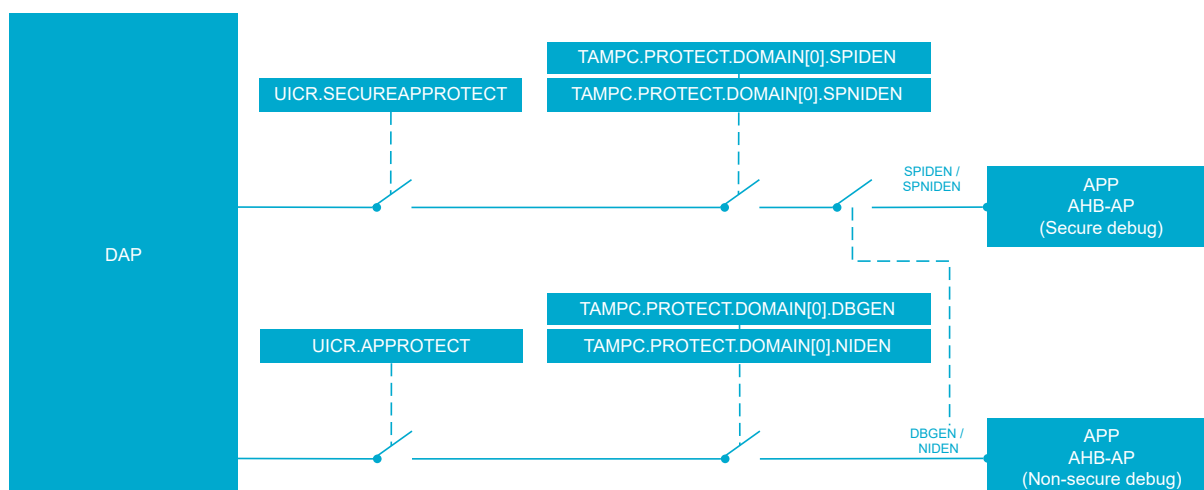 TAMPC.PROTECT.DOMAIN[0].SPIDEN
UICR.SECUREAPPROTECT
TAMPC.PROTECT.DOMAIN[0].SPNIDEN
SPIDEN /
SPNIDEN
APP
AHB-AP
(Secure debug)
DAP
TAMPC.PROTECT.DOMAIN[0].DBGEN
UICR.APPROTECT
TAMPC.PROTECT.DOMAIN[0].NIDEN
DBGEN /
NIDEN
APP
AHB-AP
(Non-secure debug)